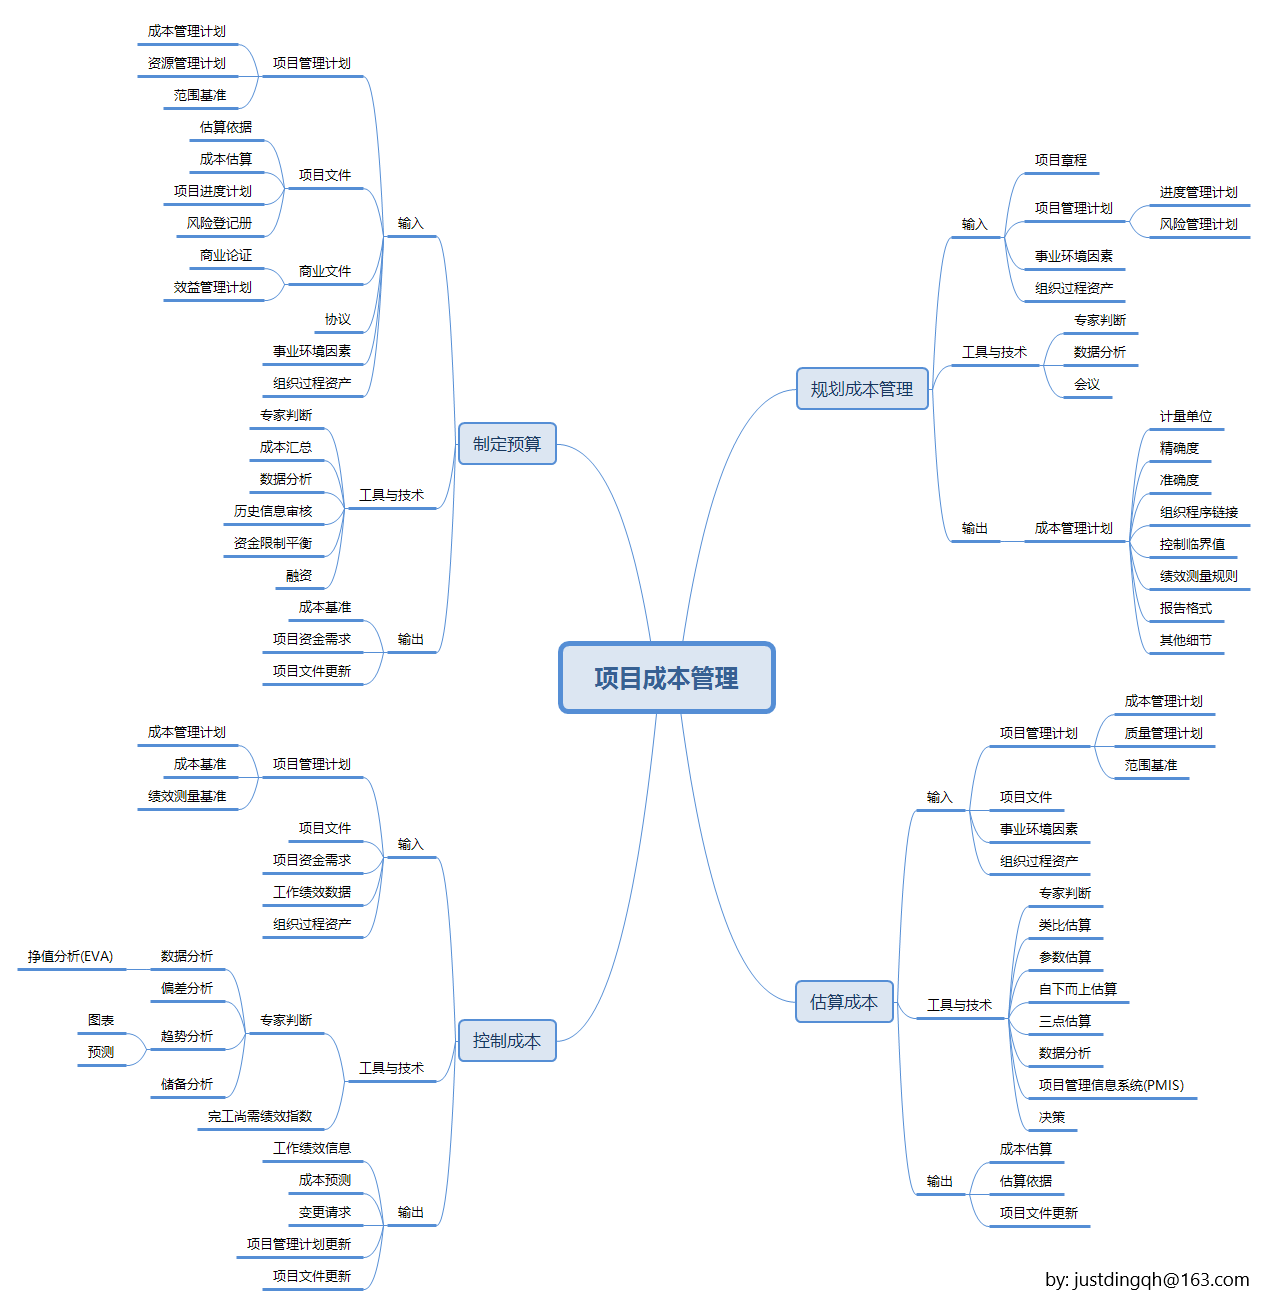 项目成本管理
规划成本管理
输入
项目章程
项目管理计划
进度管理计划
风险管理计划
事业环境因素
组织过程资产
工具与技术
专家判断
数据分析
会议
输出
成本管理计划
计量单位
精确度
准确度
组织程序链接
控制临界值
绩效测量规则
报告格式
其他细节
估算成本
输入
项目管理计划
成本管理计划
质量管理计划
范围基准
项目文件
事业环境因素
组织过程资产
工具与技术
专家判断
类比估算
参数估算
自下而上估算
三点估算
数据分析
项目管理信息系统(PMIS)
决策
输出
成本估算
估算依据
项目文件更新
制定预算
输入
项目管理计划
成本管理计划
资源管理计划
范围基准
项目文件
估算依据
成本估算
项目进度计划
风险登记册
商业文件
商业论证
效益管理计划
协议
事业环境因素
组织过程资产
工具与技术
专家判断
成本汇总
数据分析
历史信息审核
资金限制平衡
融资
输出
成本基准
项目资金需求
项目文件更新
控制成本
输入
项目管理计划
成本管理计划
成本基准
绩效测量基准
项目文件
项目资金需求
工作绩效数据
组织过程资产
工具与技术
专家判断
数据分析
挣值分析(EVA)
偏差分析
趋势分析
图表
预测
储备分析
完工尚需绩效指数
输出
工作绩效信息
成本预测
变更请求
项目管理计划更新
项目文件更新
by: justdingqh@163.com